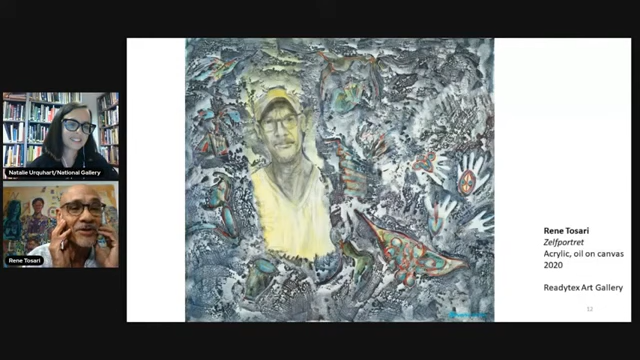 Natalie Urquhart/National Gallery
Rene Tosari
Rene Tosari
Zelfportret
Acrylic, oil on canvas
2020
Readytex Art Gallery
12